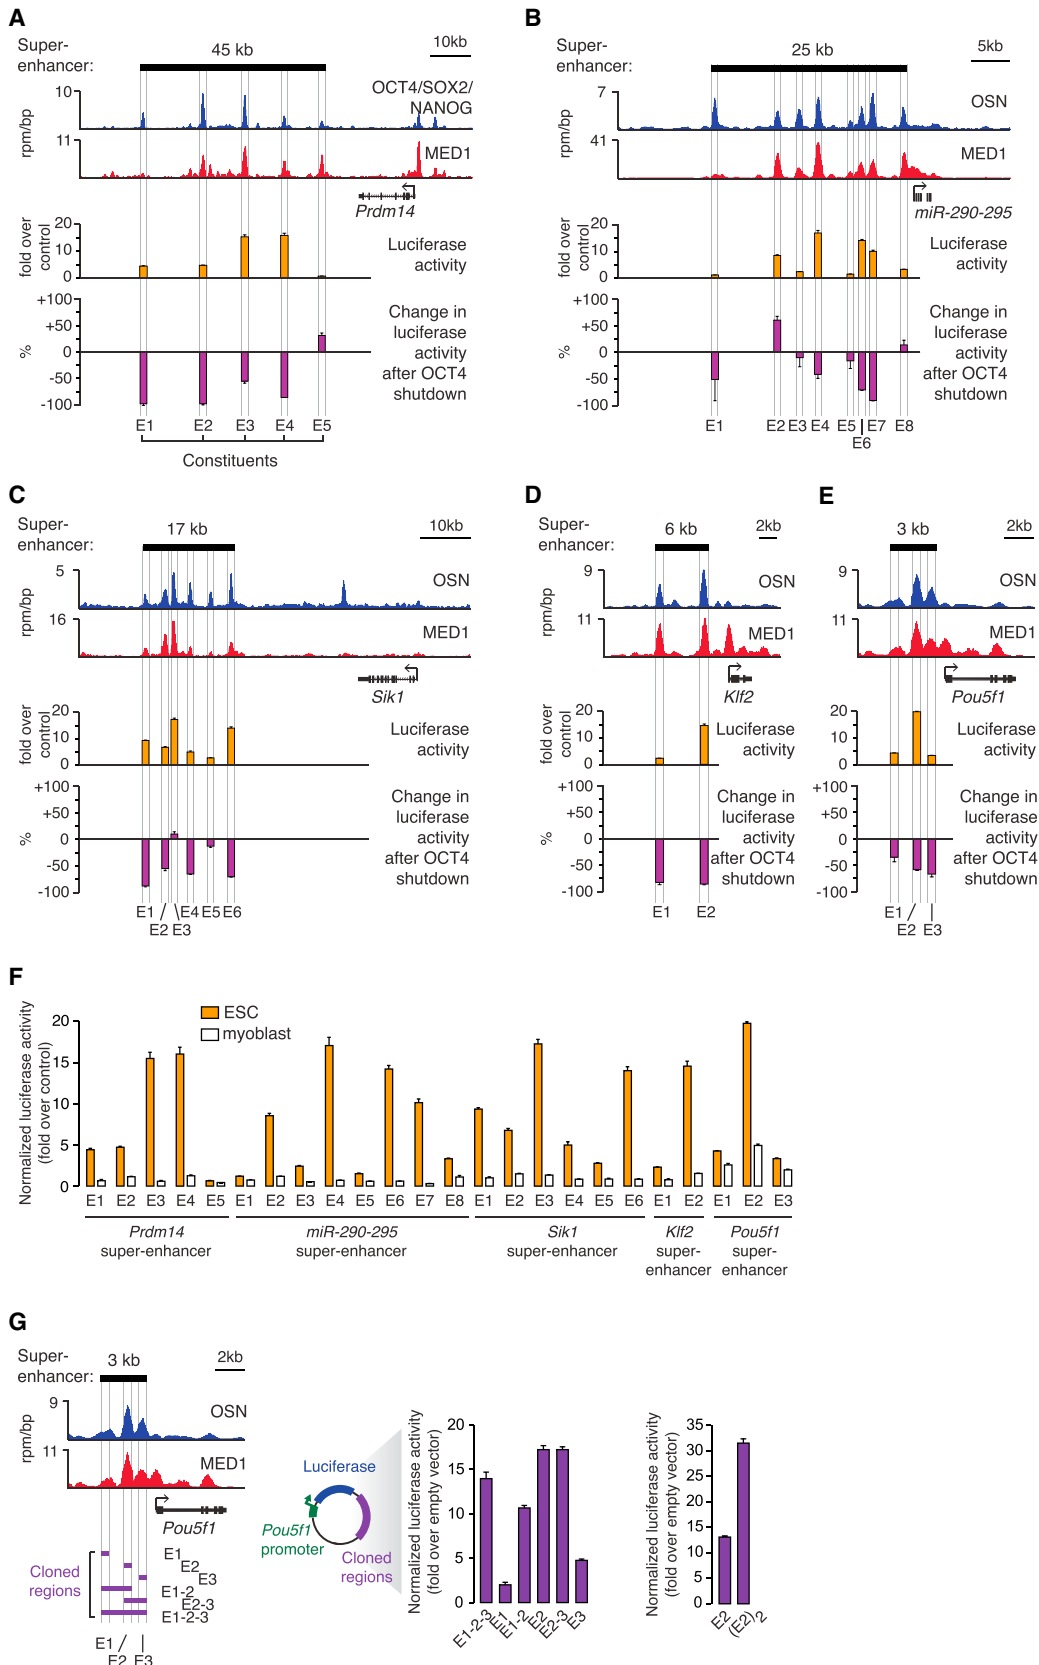 A
Super-
enhancer:
45 kb
10kb
OCT4/SOX2/
NANOG
10
rpm/bp
11
MED1
Prdm14
fold over
control
20
10
0
Luciferase
activity
%
+100
+50
0
-50
-100
Change in
luciferase
activity
after OCT4
shutdown
E1 E2 E3 E4 E5
Constituents
B
Super-
enhancer:
25 kb
5kb
7
OSN
rpm/bp
41
MED1
miR-290-295
fold over
control
20
10
0
Luciferase
activity
%
+100
+50
0
-50
-100
Change in
luciferase
activity
after OCT4
shutdown
E1 E2 E3 E4 E5 E7 E8
E6
C
Super-
enhancer:
17 kb
10kb
5
OSN
rpm/bp
16
MED1
Sik1
fold over
control
20
10
0
Luciferase
activity
%
+100
+50
0
-50
-100
Change in
luciferase
activity
after OCT4
shutdown
E1 E4 E5 E6
E2 E3
D
Super-
enhancer:
6 kb
2kb
9
OSN
rpm/bp
11
MED1
Klf2
fold over
control
20
10
0
Luciferase
activity
%
+100
+50
0
-50
-100
Change in
luciferase
activity
after OCT4
shutdown
E1 E2
E
3 kb
2kb
9
OSN
11
MED1
Pou5f1
20
10
0
Luciferase
activity
+100
+50
0
-50
-100
Change in
luciferase
activity
after OCT4
shutdown
E1
E2 E3
F
Normalized luciferase activity
(fold over control)
20
15
10
5
0
ESC
myoblast
E1 E2 E3 E4 E5 E1 E2 E3 E4 E5 E6 E7 E8 E1 E2 E3 E4 E5 E6 E1 E2 E1 E2 E3
Prdm14
super-enhancer
miR-290-295
super-enhancer
Sik1
super-enhancer
Klf2
super-
enhancer
Pou5f1
super-
enhancer
G
Super-
enhancer:
3 kb
2kb
9
OSN
rpm/bp
11
MED1
Pou5f1
Cloned
regions
E1
E2
E3
E1-2
E2-3
E1-2-3
E1
E2 E3
Luciferase
Pou5f1
promoter
Cloned
regions
Normalized luciferase activity
(fold over empty vector)
20
15
10
5
0
E1-2-3
E1
E1-2
E2
E2-3
E3
Normalized luciferase activity
(fold over empty vector)
35
30
25
20
15
10
5
0
E2
(E2)2